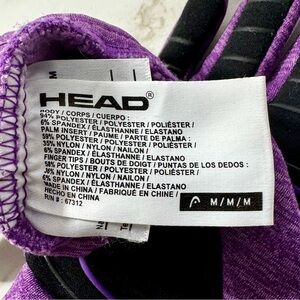 HEAD®
BODY / CORPS / CUERPO :
94% POLYESTER / POLYESTER / POLIÉSTER /
6% SPANDEX / ÉLASTHANNE / ELASTANO
PALM INSERT / PAUME / PARTE DE PALMA :
59% POLYESTER / POLYESTER / POLIÉSTER /
35% NYLON / NYLON / NAILON /
6% SPANDEX / ÉLASTHANNE / ELASTANO
FINGER TIPS / BOUTS DE DOIGT / PUNTAS DE LOS DEDOS :
58% POLYESTER / POLYESTER / POLIÉSTER /
36% NYLON / NYLON / NAILON /
6% SPANDEX / ÉLASTHANNE / ELASTANO
MADE IN CHINA / FABRIQUÉ EN CHINE /
HECHO EN CHINA
RN # : 67312
M/M/M